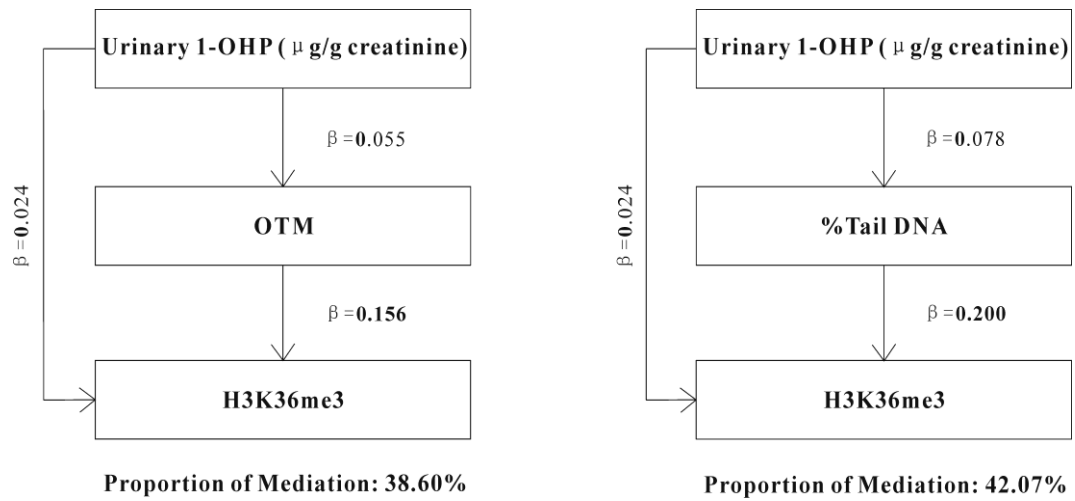 Urinary 1-OHP (μg/g creatinine)
β=0.055
β=0.024
OTM
β=0.156
H3K36me3
Proportion of Mediation: 38.60%
Urinary 1-OHP (μg/g creatinine)
β=0.078
β=0.024
%Tail DNA
β=0.200
H3K36me3
Proportion of Mediation: 42.07%